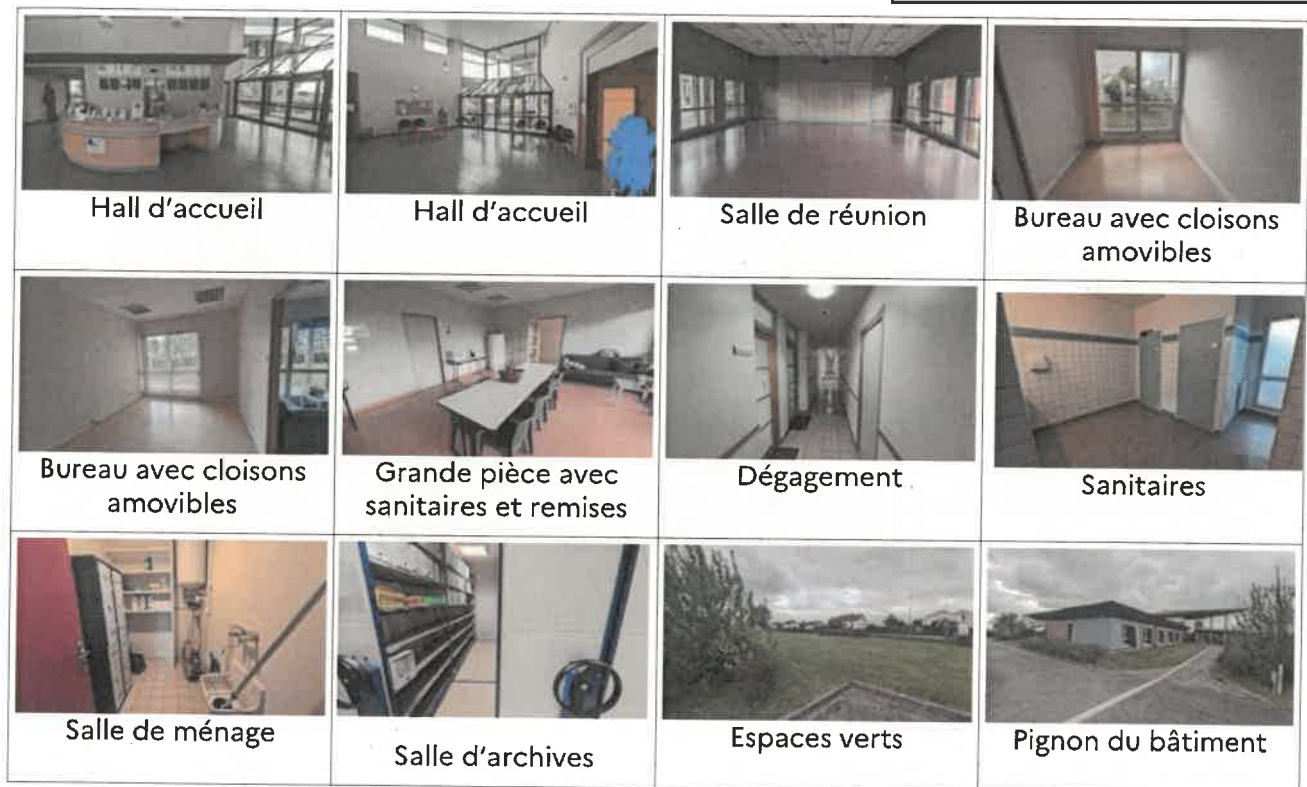 Hall d'accueil
Hall d'accueil
Salle de réunion
Bureau avec cloisons
amovibles
Bureau avec cloisons
amovibles
Grande pièce avec
sanitaires et remises
Dégagement
Sanitaires
Salle de ménage
Salle d'archives
Espaces verts
Pignon du bâtiment